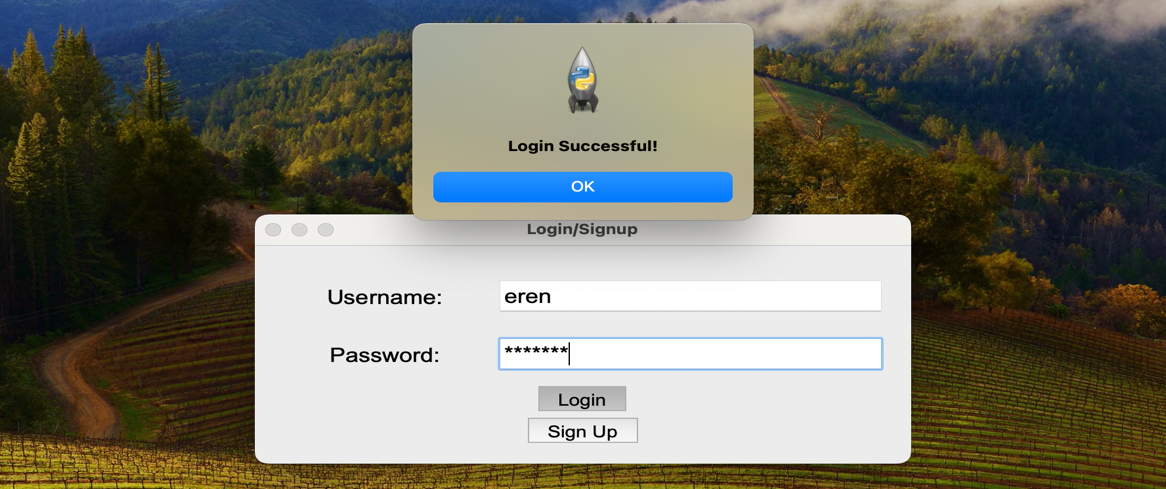 Login Successful!
OK
Login/Signup
Username: eren
Password: *******
Login
Sign Up